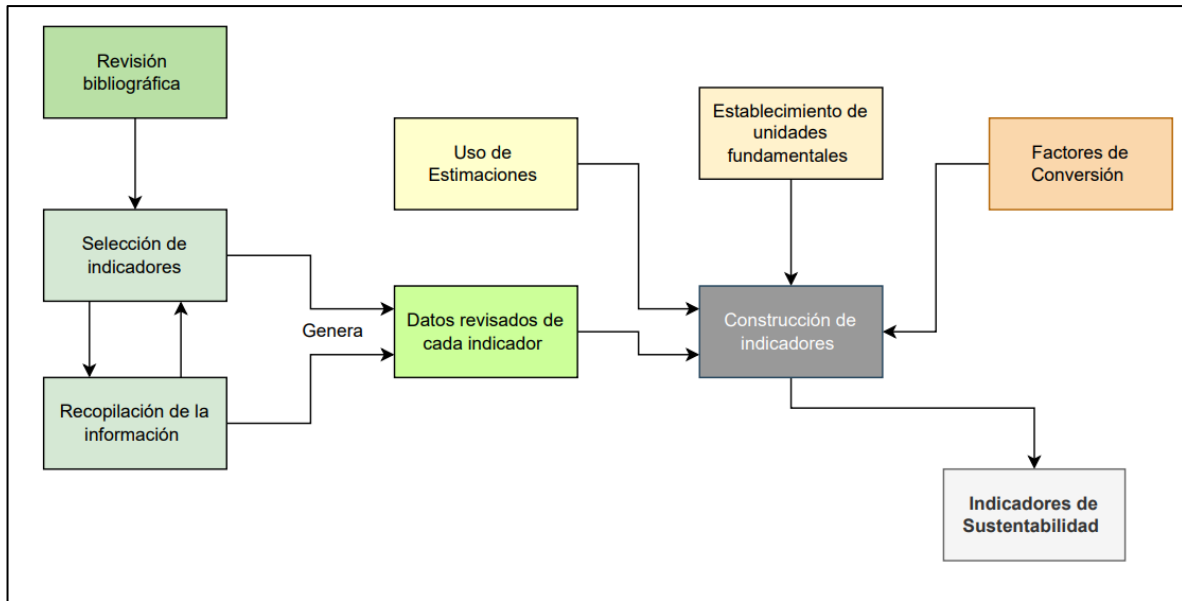 Revisión
bibliográfica
Selección de
indicadores
Recopilación de la
información
Genera
Uso de
Estimaciones
Datos revisados de
cada indicador
Establecimiento de
unidades
fundamentales
Construcción de
indicadores
Factores de
Conversión
Indicadores de
Sustentabilidad